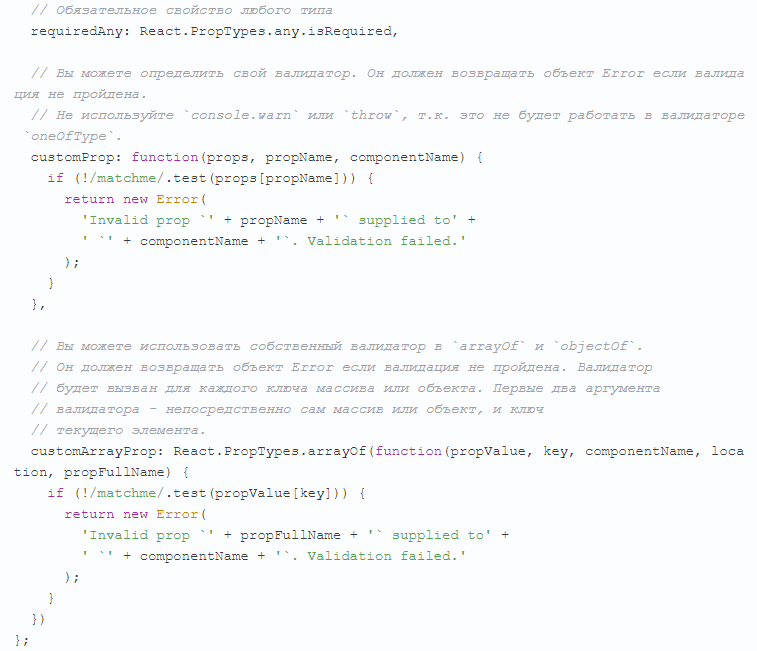 // Обязательное свойство любого типа
requiredAny: React.PropTypes.any.isRequired,
// Вы можете определить свой валидатор. Он должен возвращать объект Error если валида
ция не пройдена.
// Не используйте `console.warn` или `throw`, т.к. это не будет работать в валидаторе
`oneOfType`.
customProp: function(props, propName, componentName) {
if (!/matchme/.test(props[propName])) {
return new Error(
'Invalid prop `' + propName + '` supplied to' +
' `' + componentName + '`. Validation failed.'
);
}
},
// Вы можете использовать собственный валидатор в `arrayOf` и `objectOf`.
// Он должен возвращать объект Error если валидация не пройдена. Валидатор
// будет вызван для каждого ключа массива или объекта. Первые два аргумента
// валидатора - непосредственно сам массив или объект, и ключ
// текущего элемента.
customArrayProp: React.PropTypes.arrayOf(function(propValue, key, componentName, loca
tion, propFullName) {
if (!/matchme/.test(propValue[key])) {
return new Error(
'Invalid prop `' + propFullName + '` supplied to' +
' `' + componentName + '`. Validation failed.'
);
}
})
};